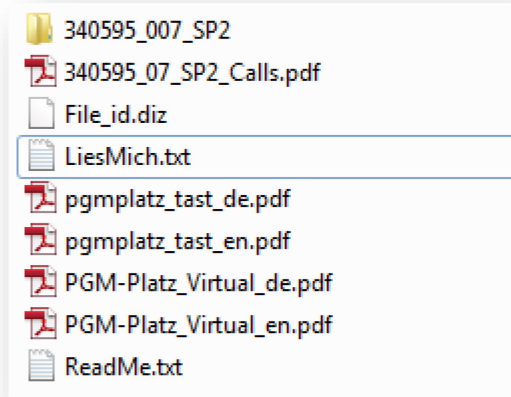 340595_007_SP2
340595_07_SP2_Calls.pdf
File_id.diz
LiesMich.txt
pgmplatz_tast_de.pdf
pgmplatz_tast_en.pdf
PGM-Platz_Virtual_de.pdf
PGM-Platz_Virtual_en.pdf
ReadMe.txt